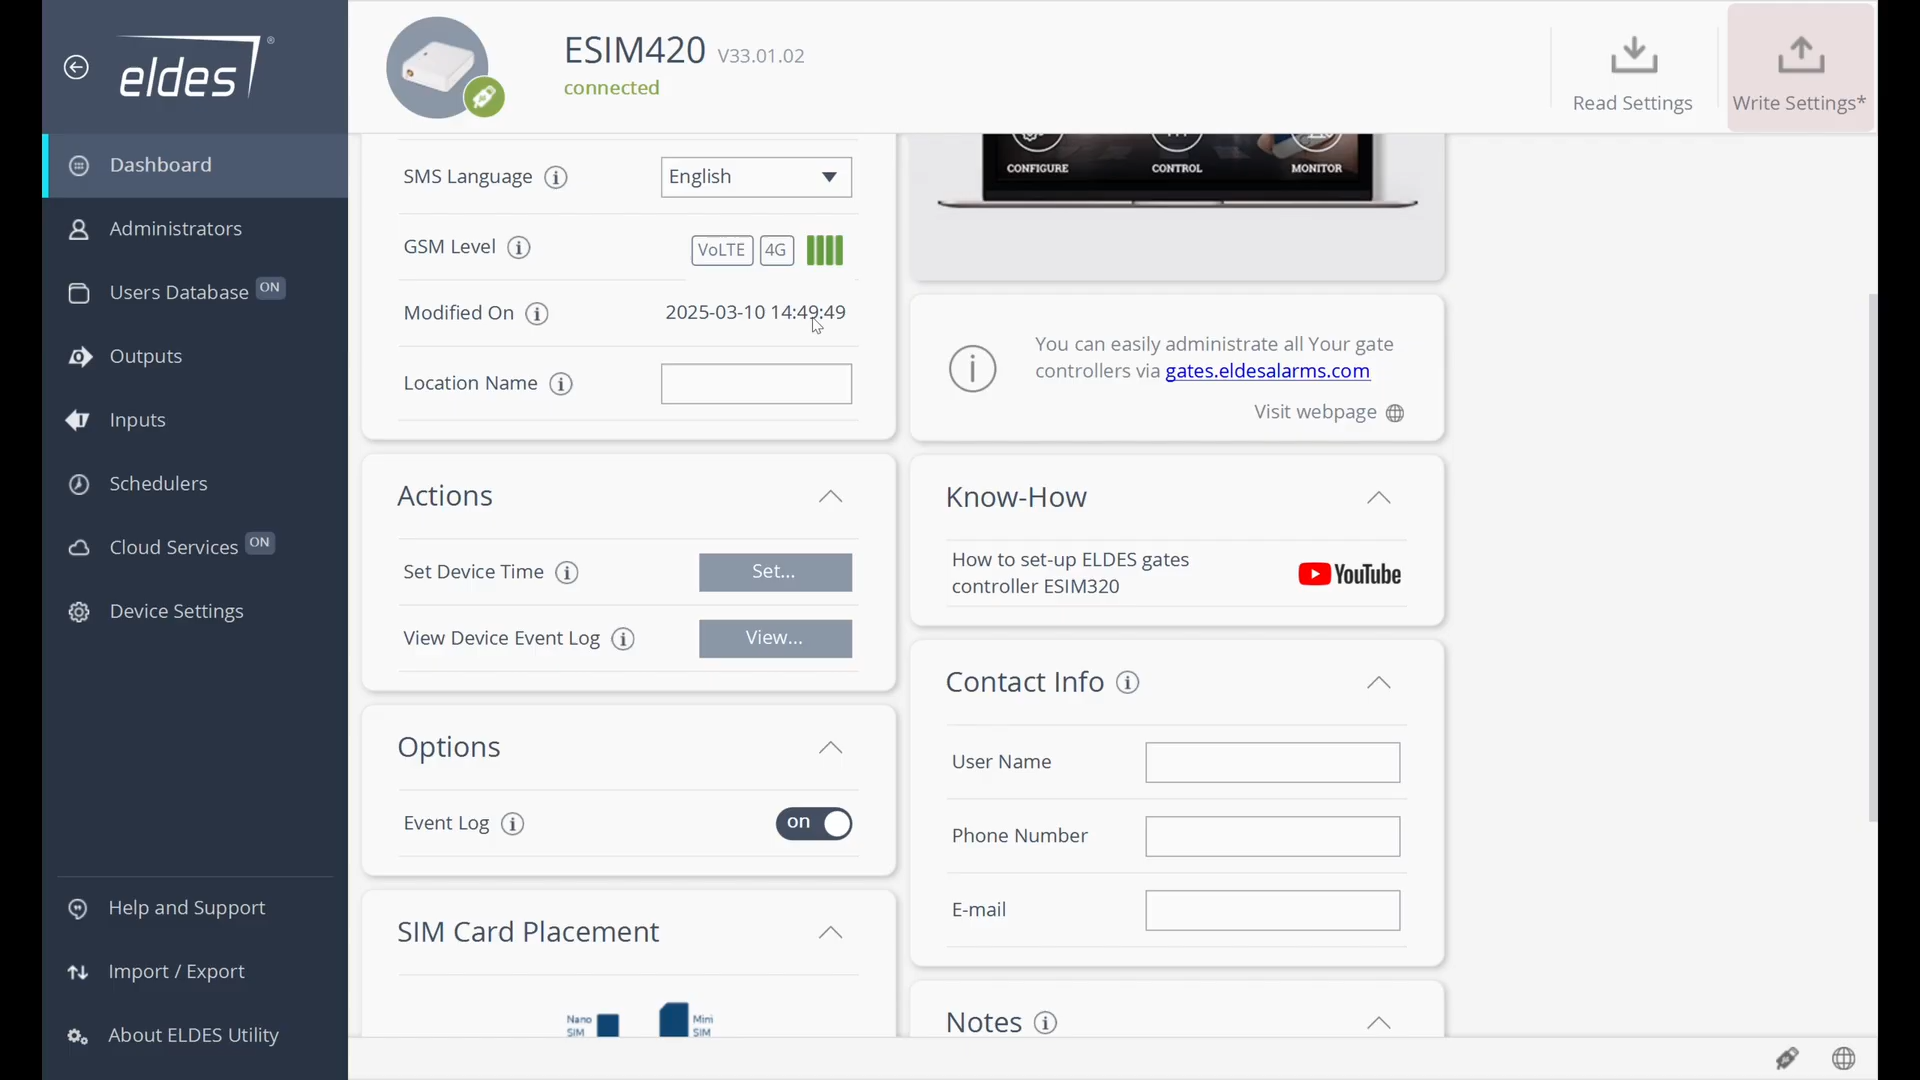 eldes®
ESIM420 V33.01.02
connected
Read Settings
Write Settings*
Dashboard
Administrators
Users Database ON
Outputs
Inputs
Schedulers
Cloud Services ON
Device Settings
Help and Support
Import / Export
About ELDES Utility
SMS Language English
GSM Level VoLTE 4G
Modified On 2025-03-10 14:49:49
Location Name
Actions
Set Device Time Set...
View Device Event Log View...
Options
Event Log on
SIM Card Placement
Nano
SIM
Mini
SIM
CONFIGURE CONTROL MONITOR
You can easily administrate all Your gate
controllers via gates.eldesalarms.com
Visit webpage
Know-How
How to set-up ELDES gates
controller ESIM320
YouTube
Contact Info
User Name
Phone Number
E-mail
Notes